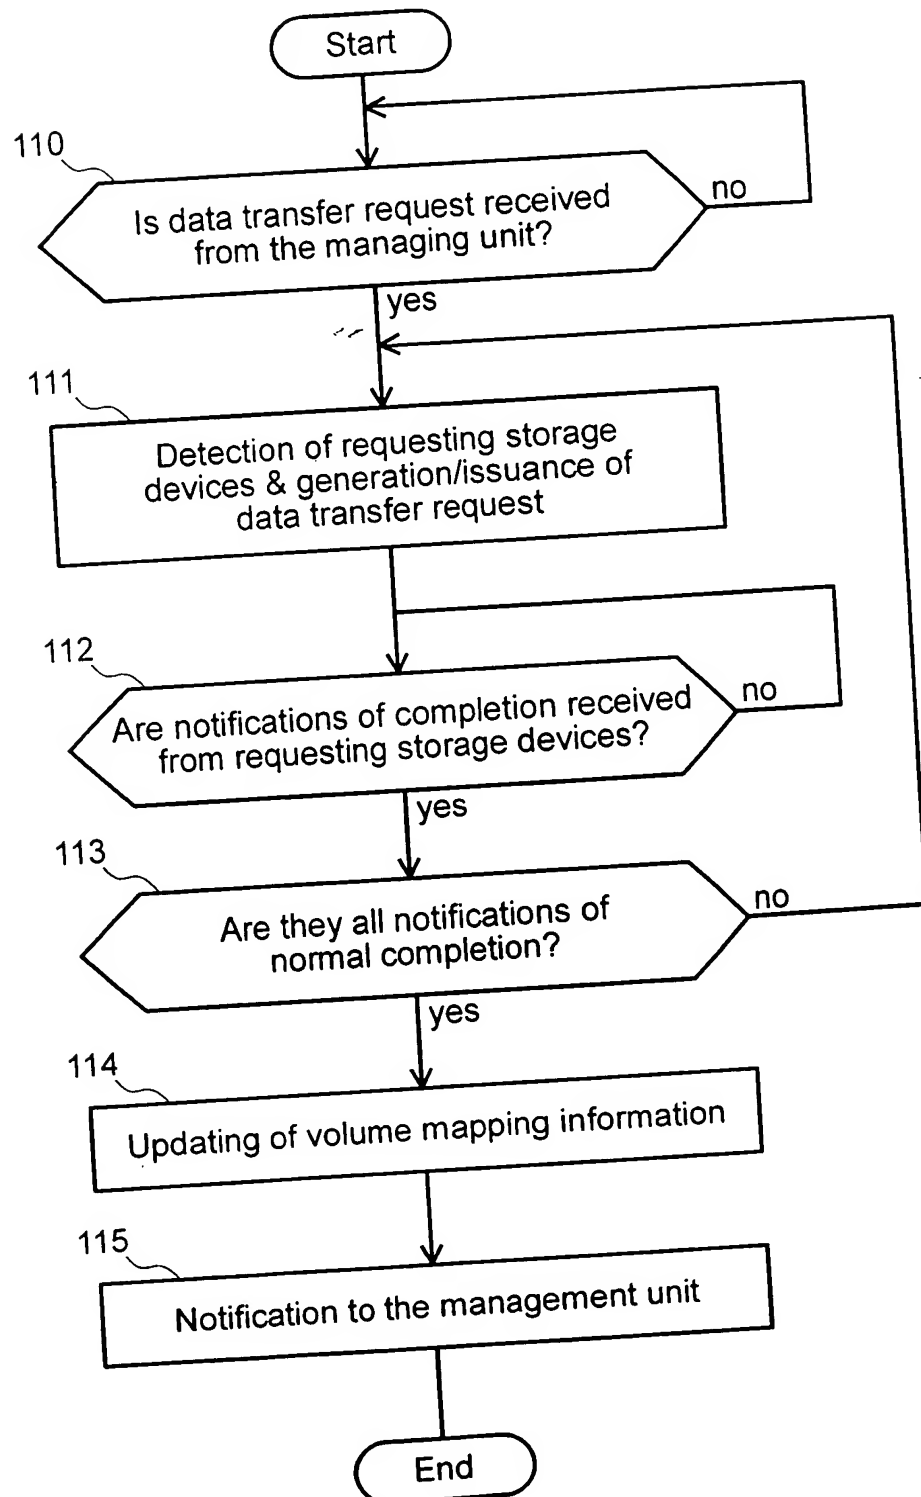 Start
110
Is data transfer request received
from the managing unit?
no
yes
111
Detection of requesting storage
devices & generation/issuance of
data transfer request
112
Are notifications of completion received
from requesting storage devices?
no
yes
113
Are they all notifications of
normal completion?
no
yes
114
Updating of volume mapping information
115
Notification to the management unit
End